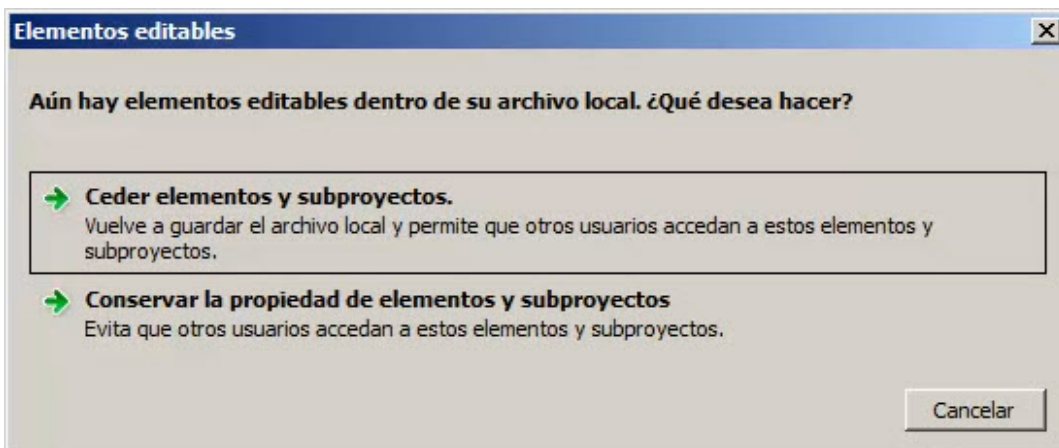 Elementos editables
Aún hay elementos editables dentro de su archivo local. ¿Qué desea hacer?
Ceder elementos y subproyectos.
Vuelve a guardar el archivo local y permite que otros usuarios accedan a estos elementos y
subproyectos.
Conservar la propiedad de elementos y subproyectos
Evita que otros usuarios accedan a estos elementos y subproyectos.
Cancelar